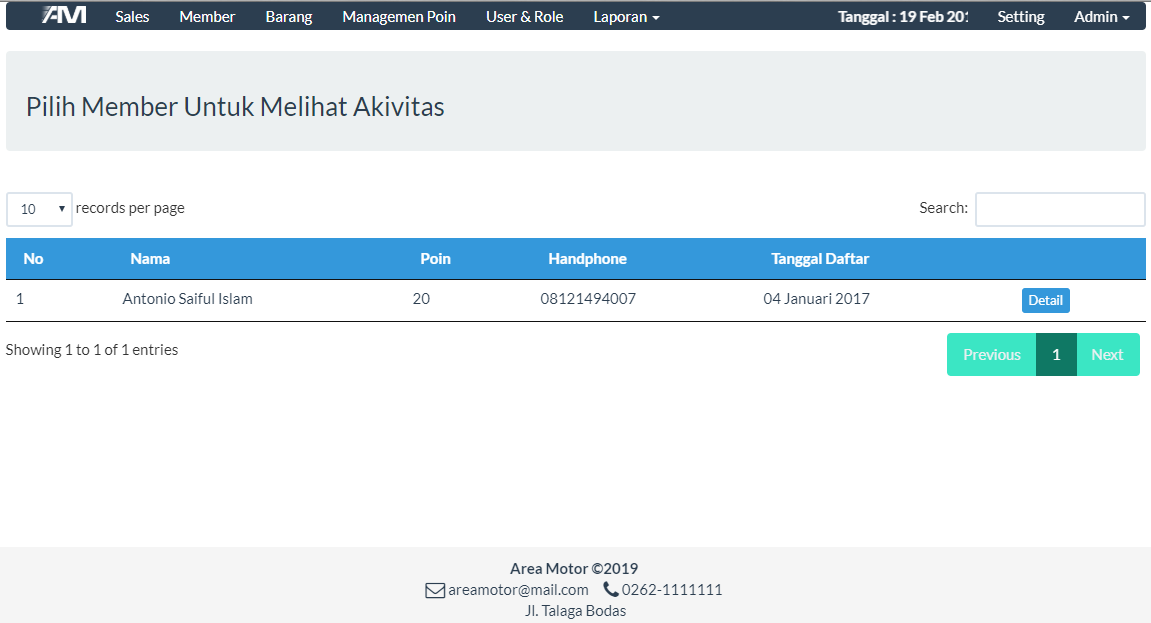 AM Sales Member Barang Managemen Poin User & Role Laporan Tanggal : 19 Feb Setting Admin
Pilih Member Untuk Melihat Akivitas
10 records per page Search:
No Nama Poin Handphone Tanggal Daftar
1 Antonio Saiful Islam 20 08121494007 04 Januari 2017 Detail
Showing 1 to 1 of 1 entries Previous 1 Next
Area Motor ©2019
areamotor@mail.com 0262-1111111
Jl. Talaga Bodas